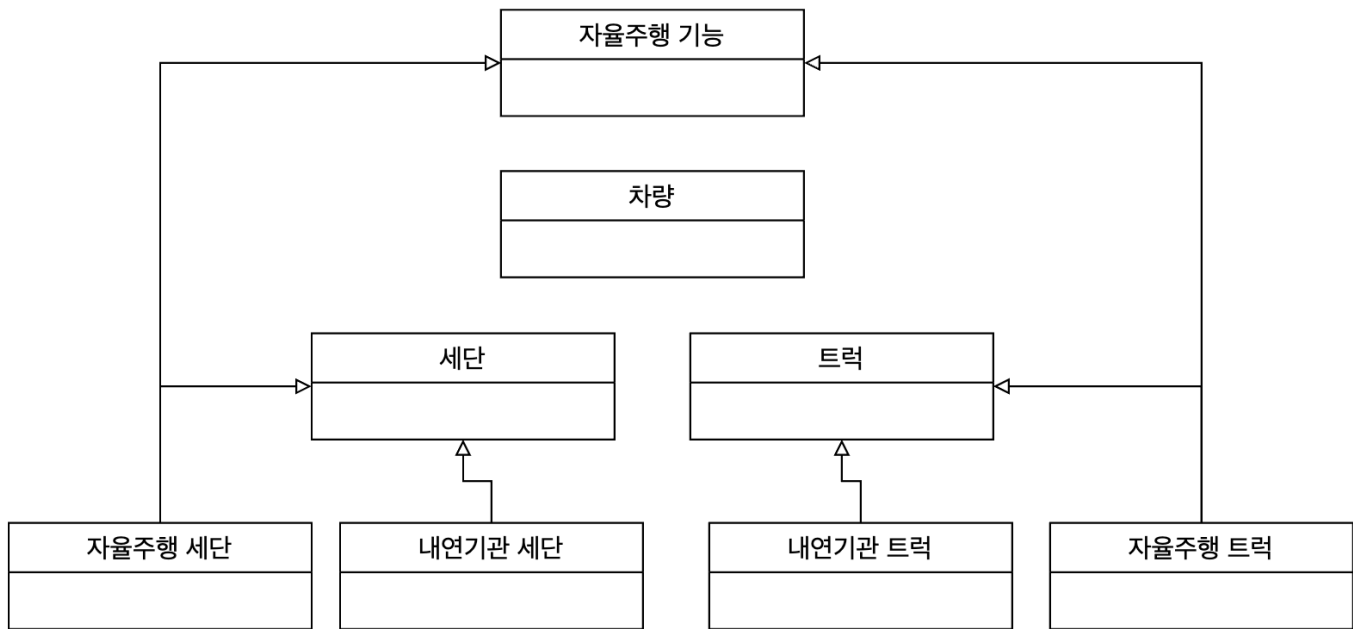 자율주행 기능
차량
세단
트럭
자율주행 세단
내연기관 세단
내연기관 트럭
자율주행 트럭